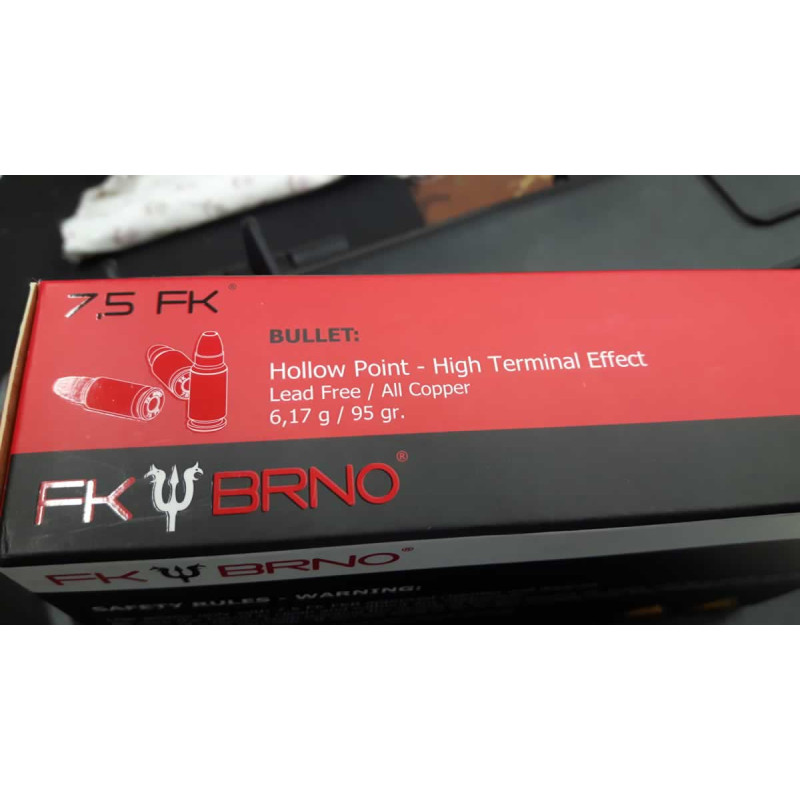 7,5 FK®
BULLET:
Hollow Point - High Terminal Effect
Lead Free / All Copper
6,17 g / 95 gr.
FK BRNO®
FK BRNO®
SAFETY RULES - WARNING: